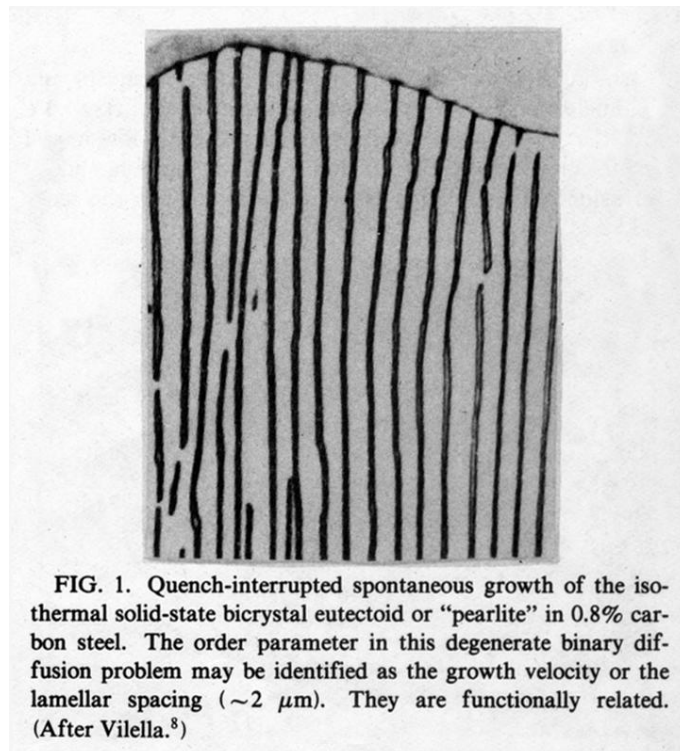 FIG. 1. Quench-interrupted spontaneous growth of the iso-
thermal solid-state bicrystal eutectoid or “pearlite” in 0.8% car-
bon steel. The order parameter in this degenerate binary dif-
fusion problem may be identified as the growth velocity or the
lamellar spacing (∼2 μm). They are functionally related.
(After Vilella.⁸)